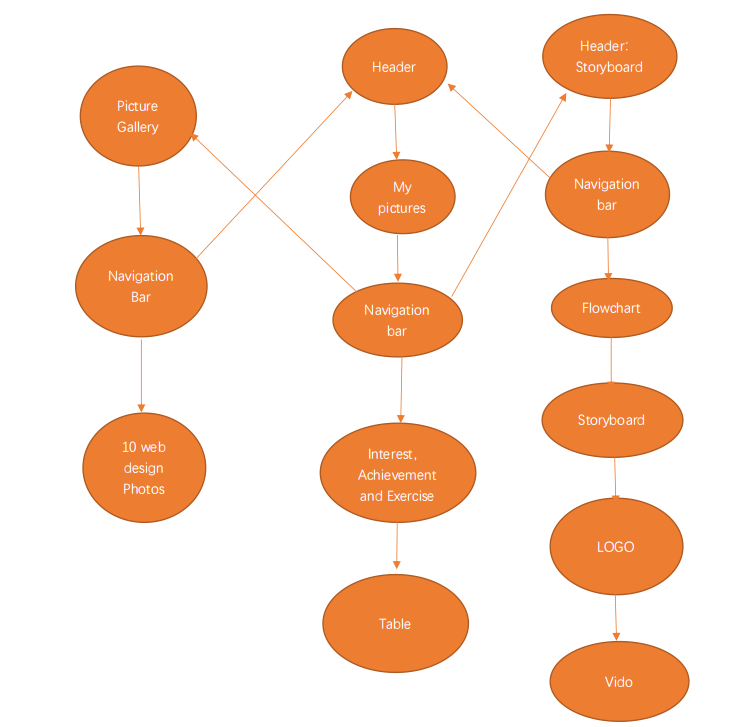 Picture
Gallery
Navigation
Bar
10 web
design
Photos
Header
My
pictures
Navigation
bar
Interest,
Achievement
and Exercise
Table
Header:
Storyboard
Navigation
bar
Flowchart
Storyboard
LOGO
Vido